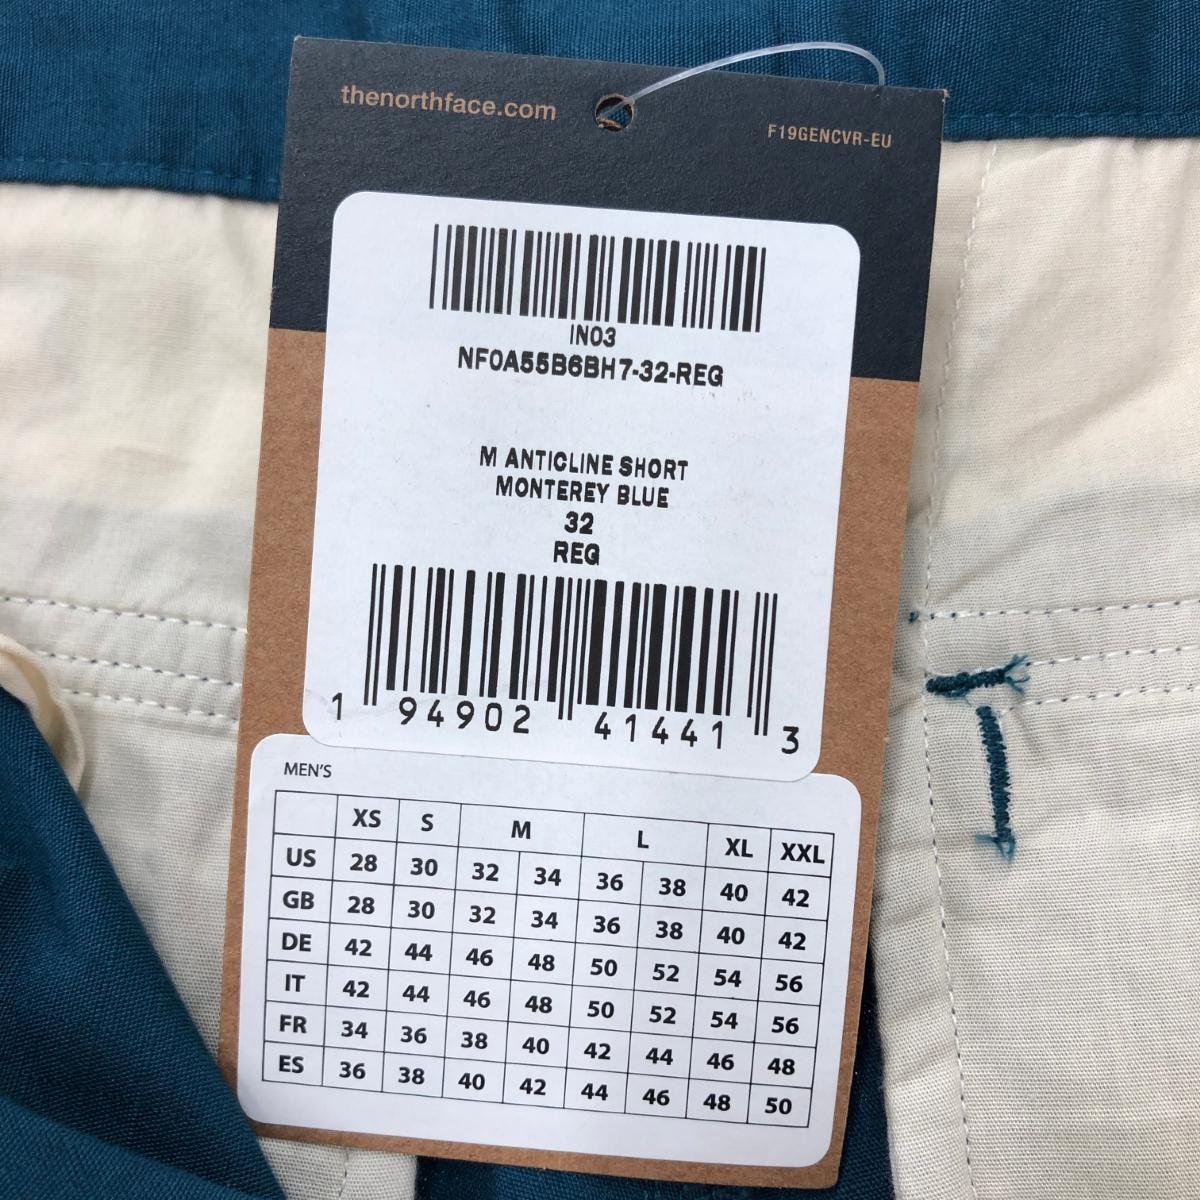 thenorthface.com
F19GENCVR-EU
IN03
NF0A55B6BH7-32-REG
M ANTICLINE SHORT
MONTEREY BLUE
32
REG
1 94902 41441 3
MEN'S
XS S M L XL XXL
US 28 30 32 34 36 38 40 42
GB 28 30 32 34 36 38 40 42
DE 42 44 46 48 50 52 54 56
IT 42 44 46 48 50 52 54 56
FR 34 36 38 40 42 44 46 48
ES 36 38 40 42 44 46 48 50